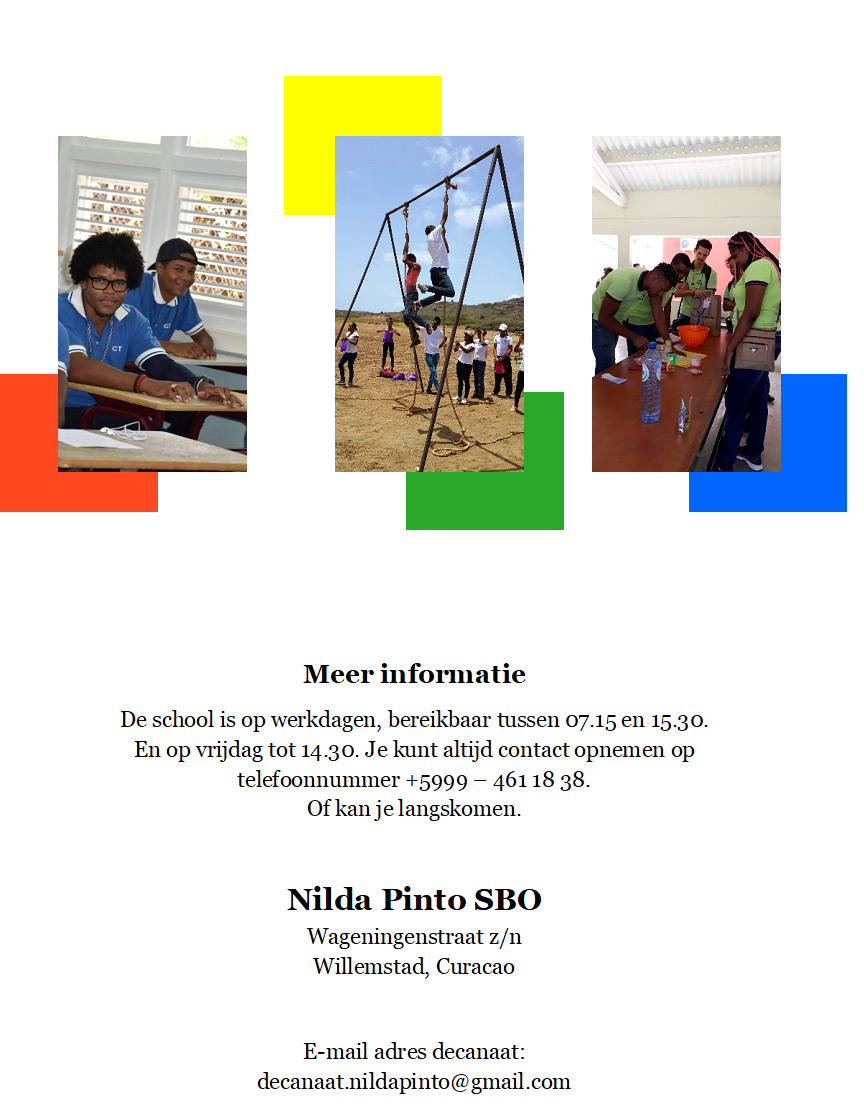 ICT
CT
Meer informatie
De school is op werkdagen, bereikbaar tussen 07.15 en 15.30.
En op vrijdag tot 14.30. Je kunt altijd contact opnemen op
telefoonnummer +5999 – 461 18 38.
Of kan je langskomen.
Nilda Pinto SBO
Wageningenstraat z/n
Willemstad, Curacao
E-mail adres decanaat:
decanaat.nildapinto@gmail.com